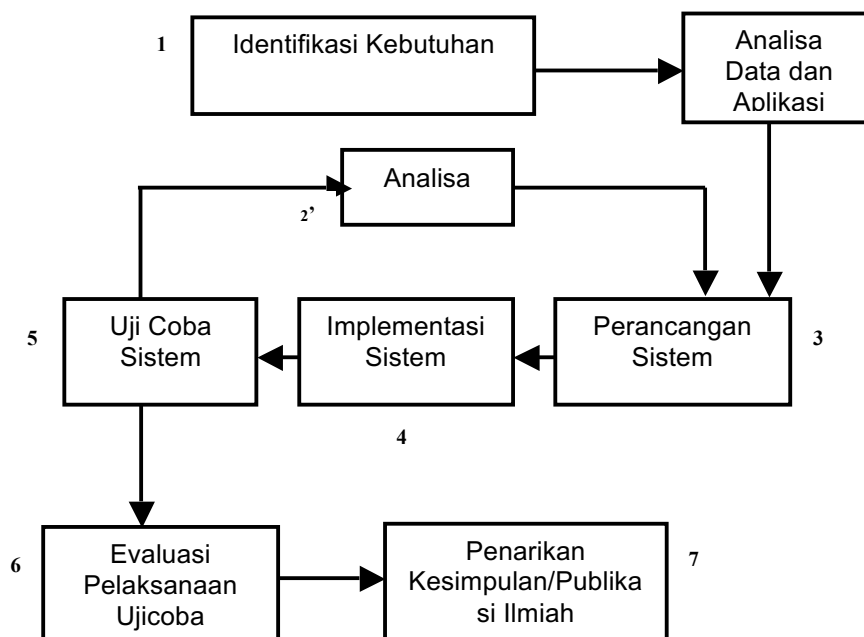 1
Identifikasi Kebutuhan
Analisa
Data dan
Aplikasi
Analisa
2’
5
Uji Coba
Sistem
Implementasi
Sistem
Perancangan
Sistem
3
4
6
Evaluasi
Pelaksanaan
Ujicoba
Penarikan
Kesimpulan/Publika
si Ilmiah
7